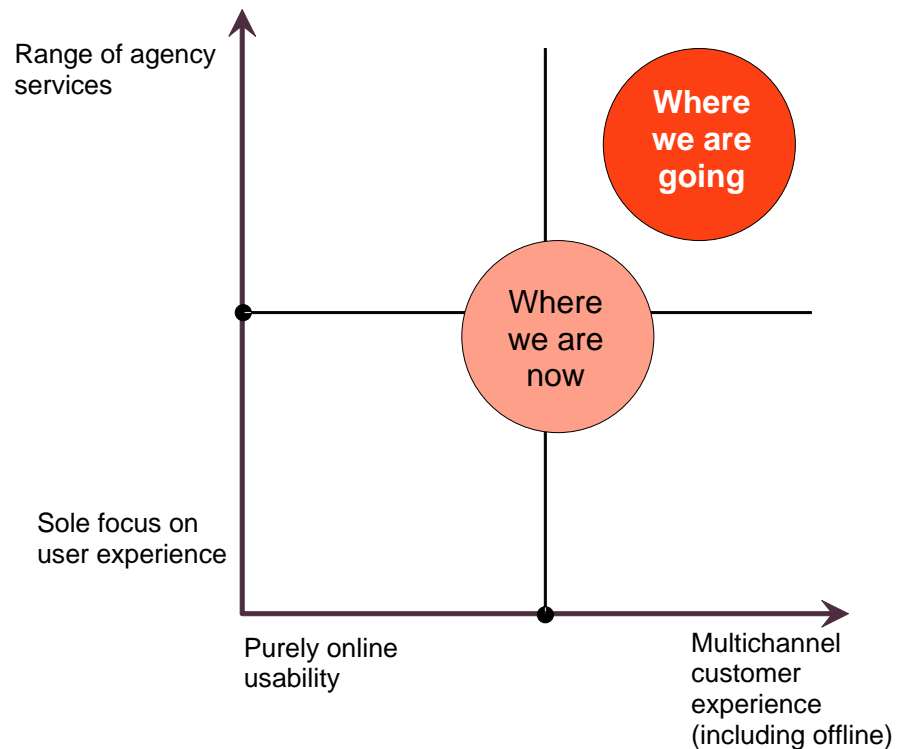 Range of agency
services
Where
we are
going
Where
we are
now
Sole focus on
user experience
Purely online
usability
Multichannel
customer
experience
(including offline)